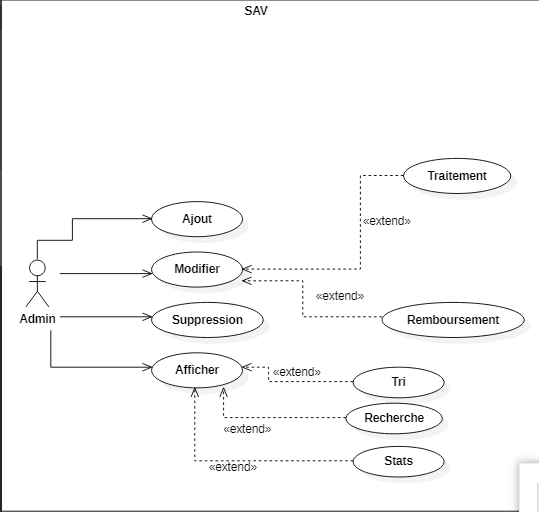 SAV
Traitement
Ajout
«extend»
Modifier
«extend»
Admin
Suppression
Remboursement
Afficher
«extend»
Tri
Recherche
«extend»
Stats
«extend»